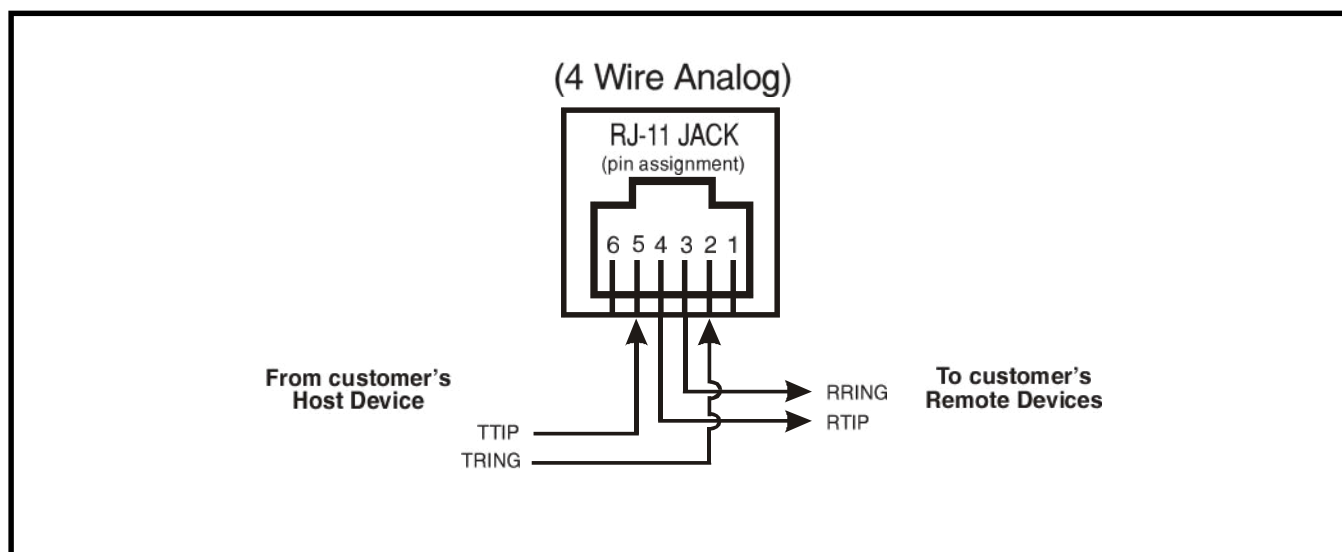 (4 Wire Analog)
RJ-11 JACK
(pin assignment)
6 5 4 3 2 1
From customer's
Host Device
To customer's
Remote Devices
RRING
RTIP
TTIP
TRING